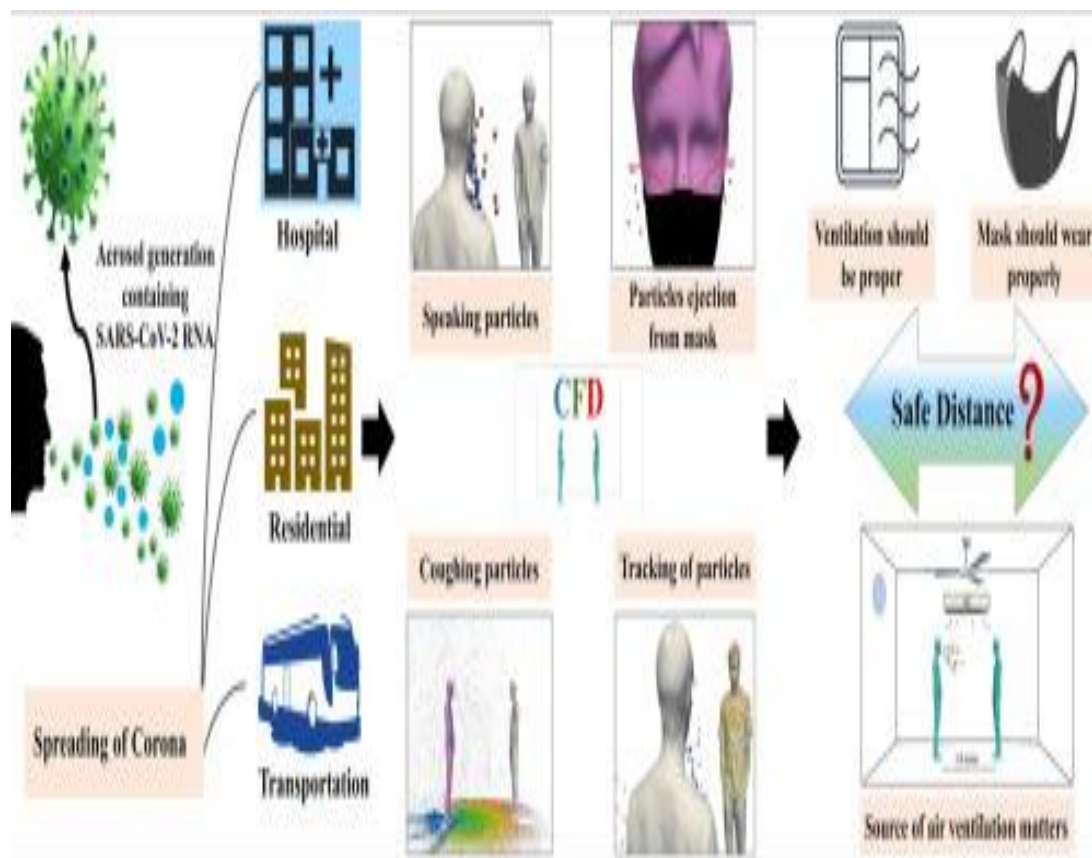 Aerosol generation
containing
SARS-CoV-2 RNA
Spreading of Corona
Hospital
Residential
Transportation
Speaking particles
Particles ejection
from mask
CFD
Coughing particles
Tracking of particles
Ventilation should
be proper
Mask should wear
properly
Safe Distance ?
Source of air ventilation matters